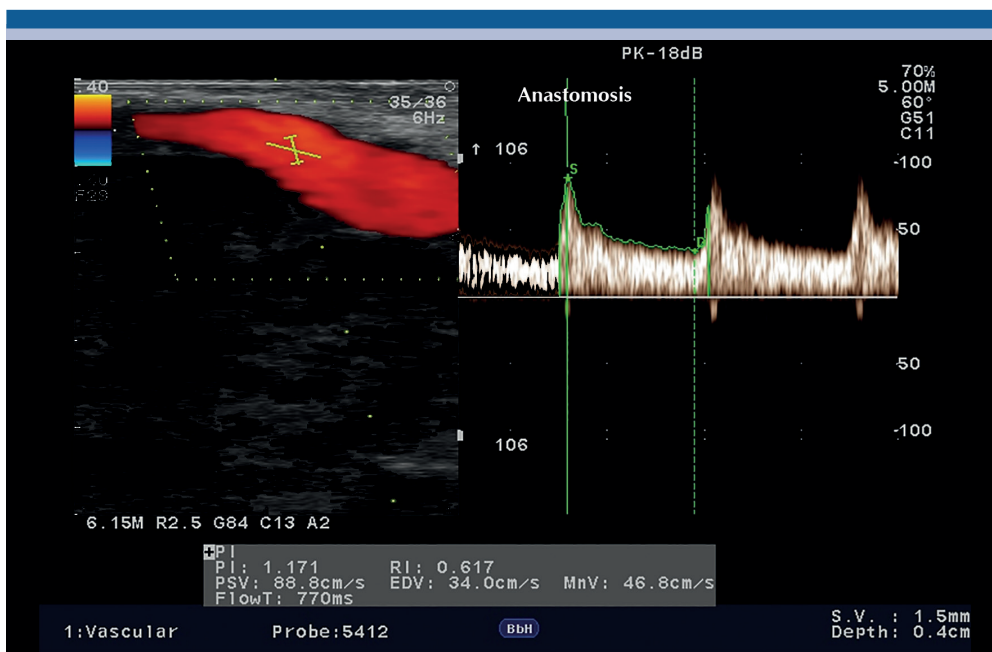 PK-18dB
70%
5.00M
60°
G51
C11
.40
35/36
6Hz
Anastomosis
↑ 106
-100
50
50
106
-100
6.15M R2.5 G84 C13 A2
S
D
+PI
PI: 1.171 RI: 0.617
PSV: 88.8cm/s EDV: 34.0cm/s MnV: 46.8cm/s
FlowT: 770ms
1:Vascular Probe:5412 BbH
S.V. : 1.5mm
Depth: 0.4cm